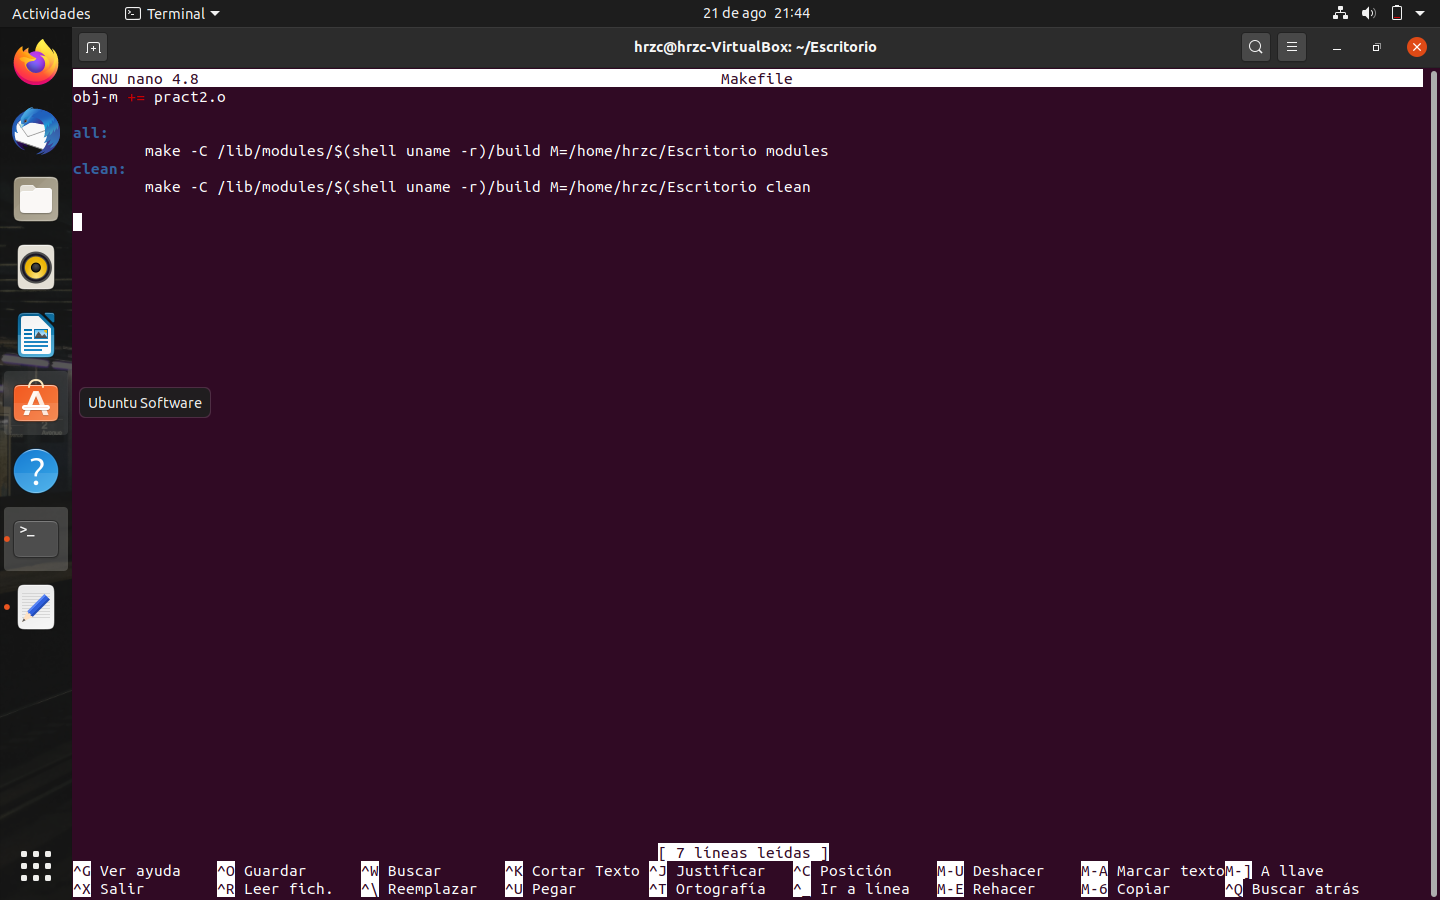 Actividades Terminal 21 de ago 21:44
hrzc@hrzc-VirtualBox: ~/Escritorio
GNU nano 4.8 Makefile
obj-m += pract2.o
all:
make -C /lib/modules/$(shell uname -r)/build M=/home/hrzc/Escritorio modules
clean:
make -C /lib/modules/$(shell uname -r)/build M=/home/hrzc/Escritorio clean
Ubuntu Software
[ 7 líneas leídas ]
^G Ver ayuda ^O Guardar ^W Buscar ^K Cortar Texto ^J Justificar ^C Posición M-U Deshacer M-A Marcar texto M-] A llave
^X Salir ^R Leer fich. ^\ Reemplazar ^U Pegar ^T Ortografía ^_ Ir a línea M-E Rehacer M-6 Copiar ^Q Buscar atrás